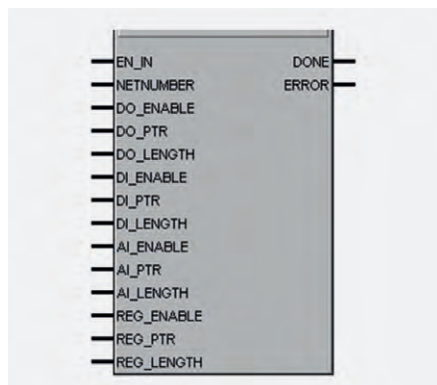 EN_IN DONE
NETNUMBER ERROR
DO_ENABLE
DO_PTR
DO_LENGTH
DI_ENABLE
DI_PTR
DI_LENGTH
AI_ENABLE
AI_PTR
AI_LENGTH
REG_ENABLE
REG_PTR
REG_LENGTH